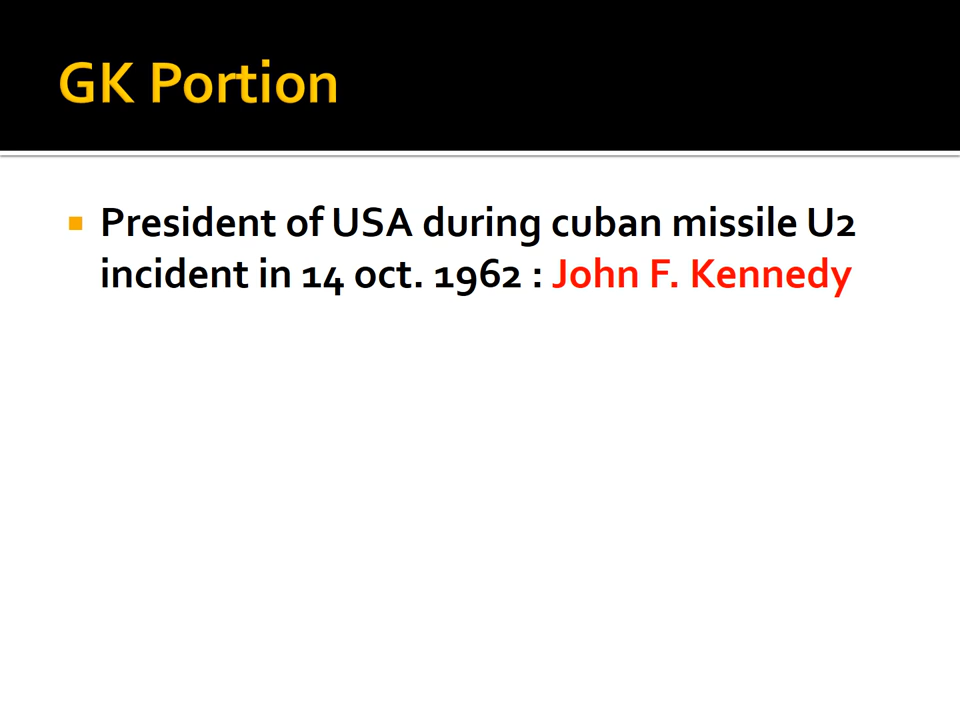 GK Portion
President of USA during cuban missile U2
incident in 14 oct. 1962 : John F. Kennedy